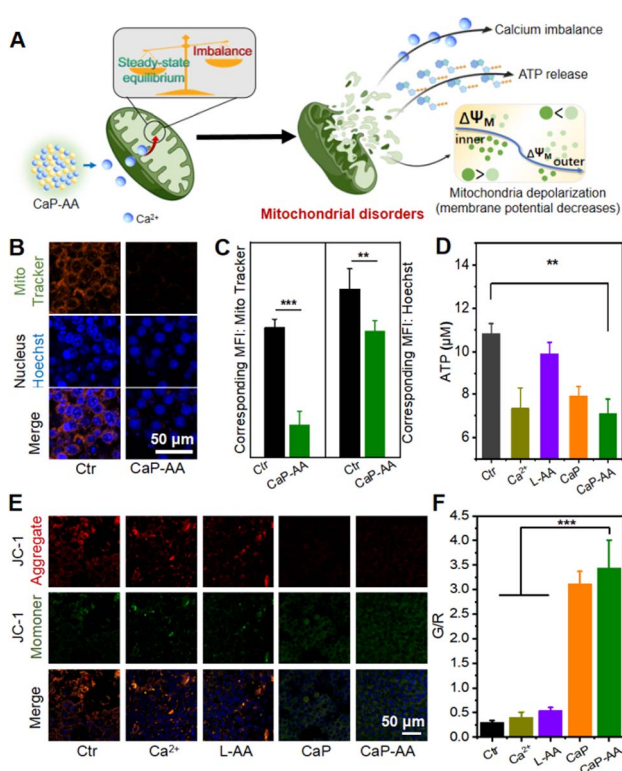 A
Steady-state
equilibrium
Imbalance
CaP-AA
Ca²⁺
Mitochondrial disorders
Calcium imbalance
ATP release
ΔΨM
inner
ΔΨM
outer
<
>
Mitochondria depolarization
(membrane potential decreases)
B
Mito
Tracker
Nucleus
Hoechst
Merge
50 μm
Ctr
CaP-AA
C
Corresponding MFI: Mito Tracker
***
**
Corresponding MFI: Hoechst
Ctr
CaP-AA
Ctr
CaP-AA
D
ATP (μM)
12
10
8
6
**
Ctr
Ca²⁺
L-AA
CaP
CaP-AA
E
JC-1
Aggregate
JC-1
Momoner
Merge
50 μm
Ctr
Ca²⁺
L-AA
CaP
CaP-AA
F
G/R
4.5
4.0
3.5
3.0
2.5
2.0
1.5
1.0
0.5
0.0
***
Ctr
Ca²⁺
L-AA
CaP
CaP-AA